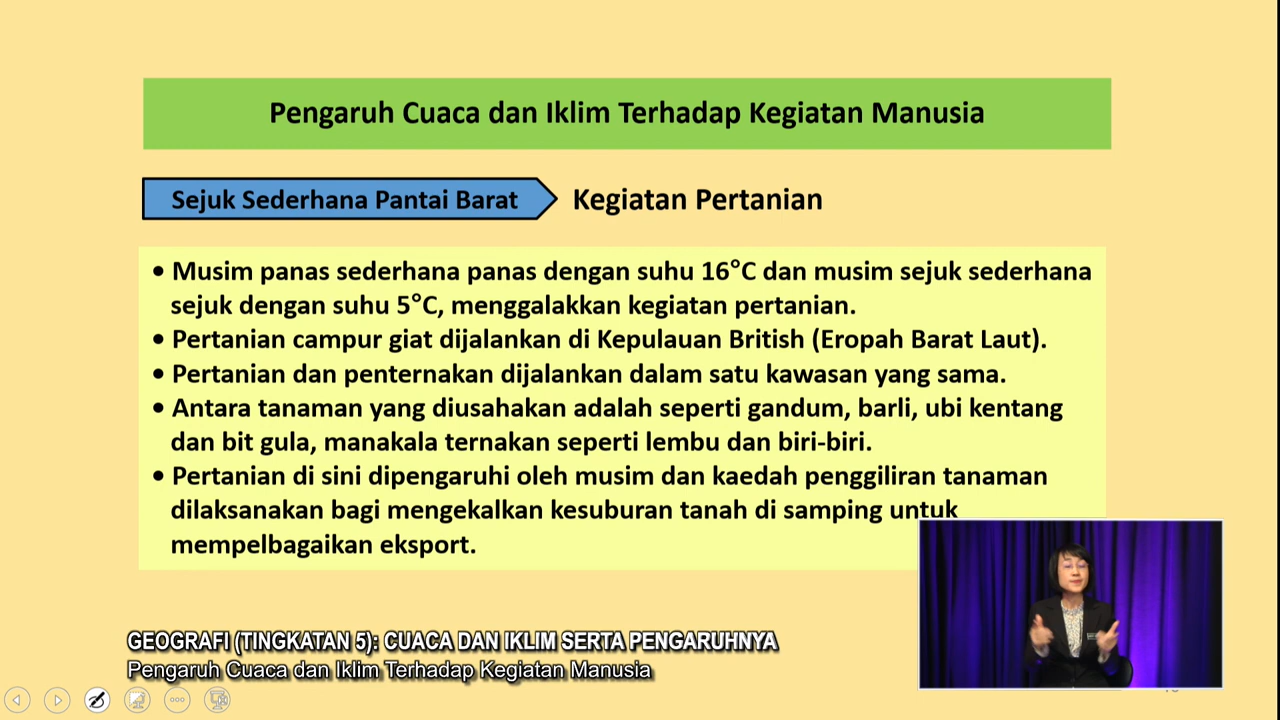 Pengaruh Cuaca dan Iklim Terhadap Kegiatan Manusia
Sejuk Sederhana Pantai Barat
Kegiatan Pertanian
• Musim panas sederhana panas dengan suhu 16°C dan musim sejuk sederhana
sejuk dengan suhu 5°C, menggalakkan kegiatan pertanian.
• Pertanian campur giat dijalankan di Kepulauan British (Eropah Barat Laut).
• Pertanian dan penternakan dijalankan dalam satu kawasan yang sama.
• Antara tanaman yang diusahakan adalah seperti gandum, barli, ubi kentang
dan bit gula, manakala ternakan seperti lembu dan biri-biri.
• Pertanian di sini dipengaruhi oleh musim dan kaedah penggiliran tanaman
dilaksanakan bagi mengekalkan kesuburan tanah di samping untuk
mempelbagaikan eksport.
GEOGRAFI (TINGKATAN 5): CUACA DAN IKLIM SERTA PENGARUHNYA
Pengaruh Cuaca dan Iklim Terhadap Kegiatan Manusia